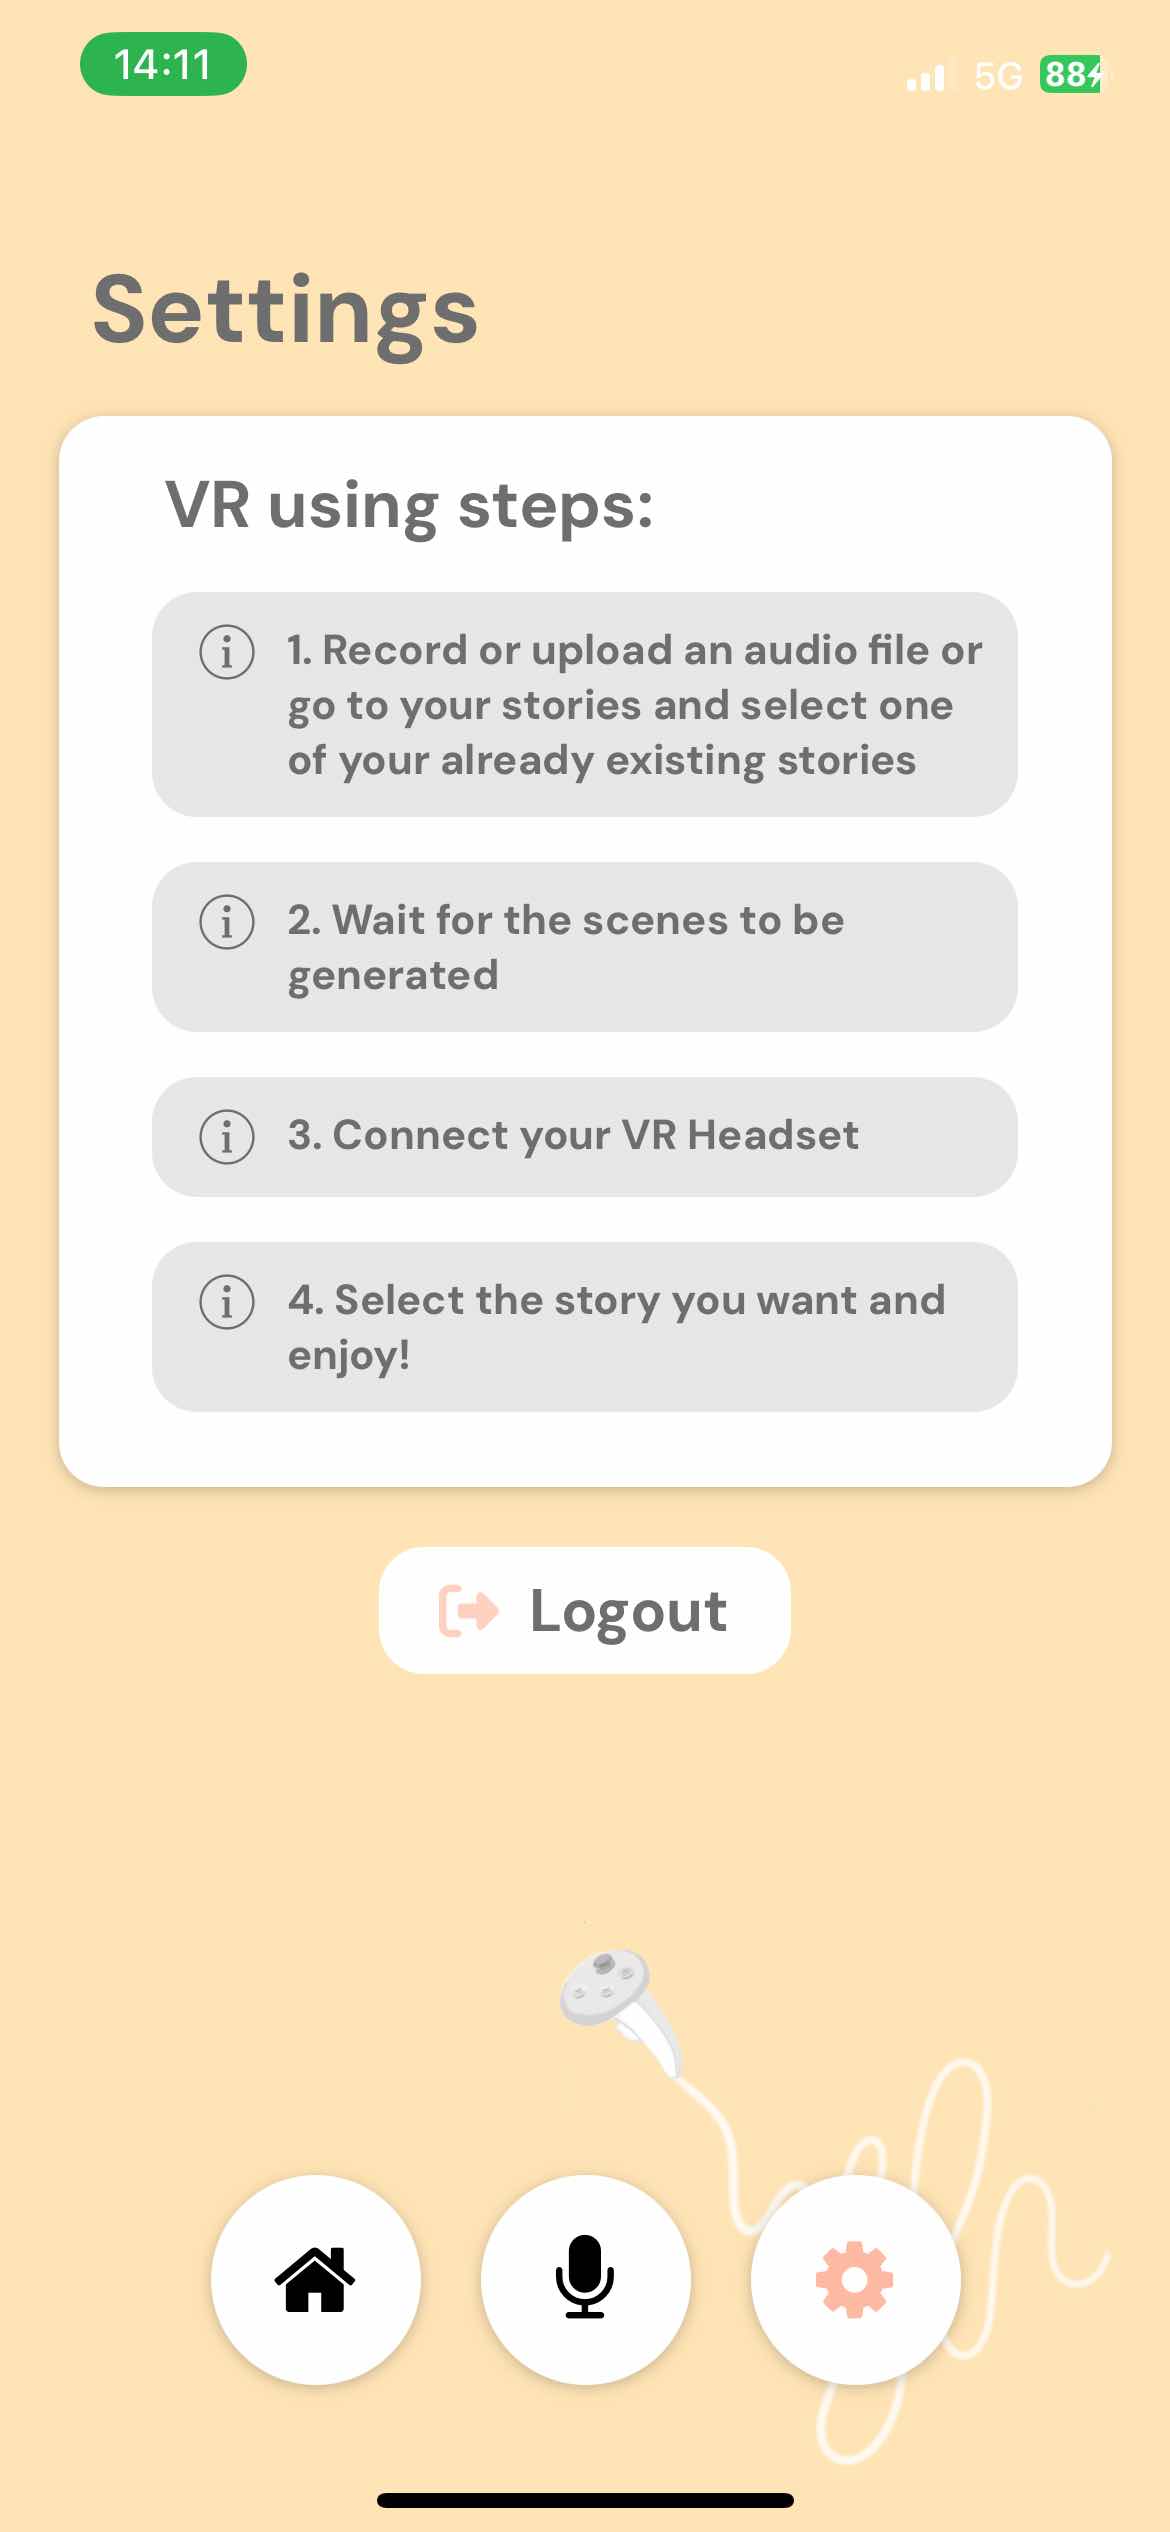 14:11
5G
88
Settings
VR using steps:
1. Record or upload an audio file or
go to your stories and select one
of your already existing stories
2. Wait for the scenes to be
generated
3. Connect your VR Headset
4. Select the story you want and
enjoy!
Logout